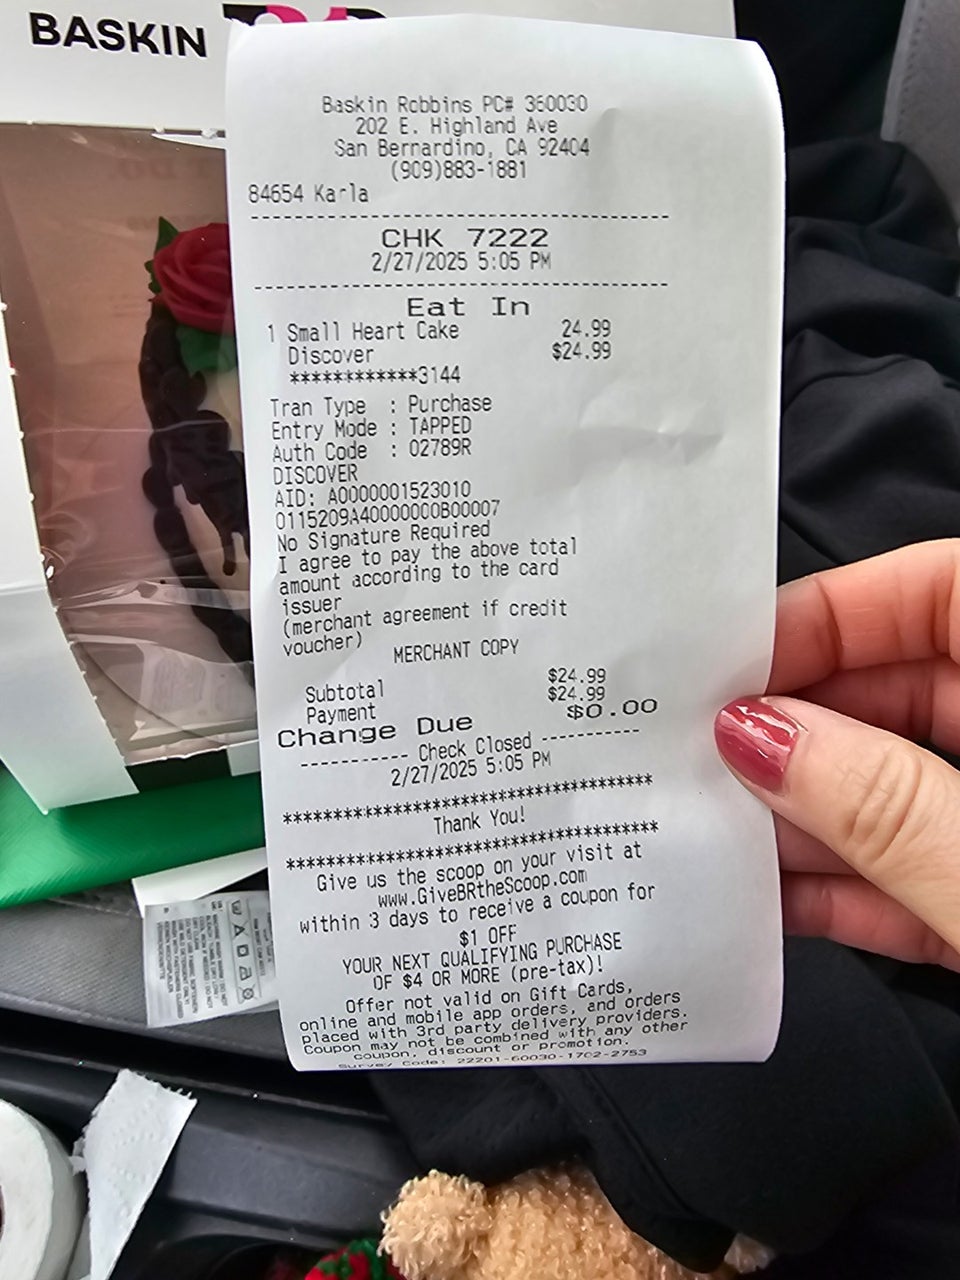 BASKIN
Baskin Robbins PC# 360030
202 E. Highland Ave
San Bernardino, CA 92404
(909)883-1881
84654 Karla
--------------------------------------
CHK 7222
2/27/2025 5:05 PM
--------------------------------------
Eat In
1 Small Heart Cake 24.99
Discover $24.99
************3144
Tran Type : Purchase
Entry Mode : TAPPED
Auth Code : 02789R
DISCOVER
AID: A0000001523010
0115209A40000000B00007
No Signature Required
I agree to pay the above total
amount according to the card
issuer
(merchant agreement if credit
voucher)
MERCHANT COPY
Subtotal $24.99
Payment $24.99
Change Due $0.00
----------- Check Closed -----------
2/27/2025 5:05 PM
**************************************
Thank You!
**************************************
Give us the scoop on your visit at
www.GiveBRtheScoop.com
within 3 days to receive a coupon for
$1 OFF
YOUR NEXT QUALIFYING PURCHASE
OF $4 OR MORE (pre-tax)!
Offer not valid on Gift Cards,
online and mobile app orders, and orders
placed with 3rd party delivery providers.
Coupon may not be combined with any other
coupon, discount or promotion.
Survey Code: 22201-60030-1702-2753